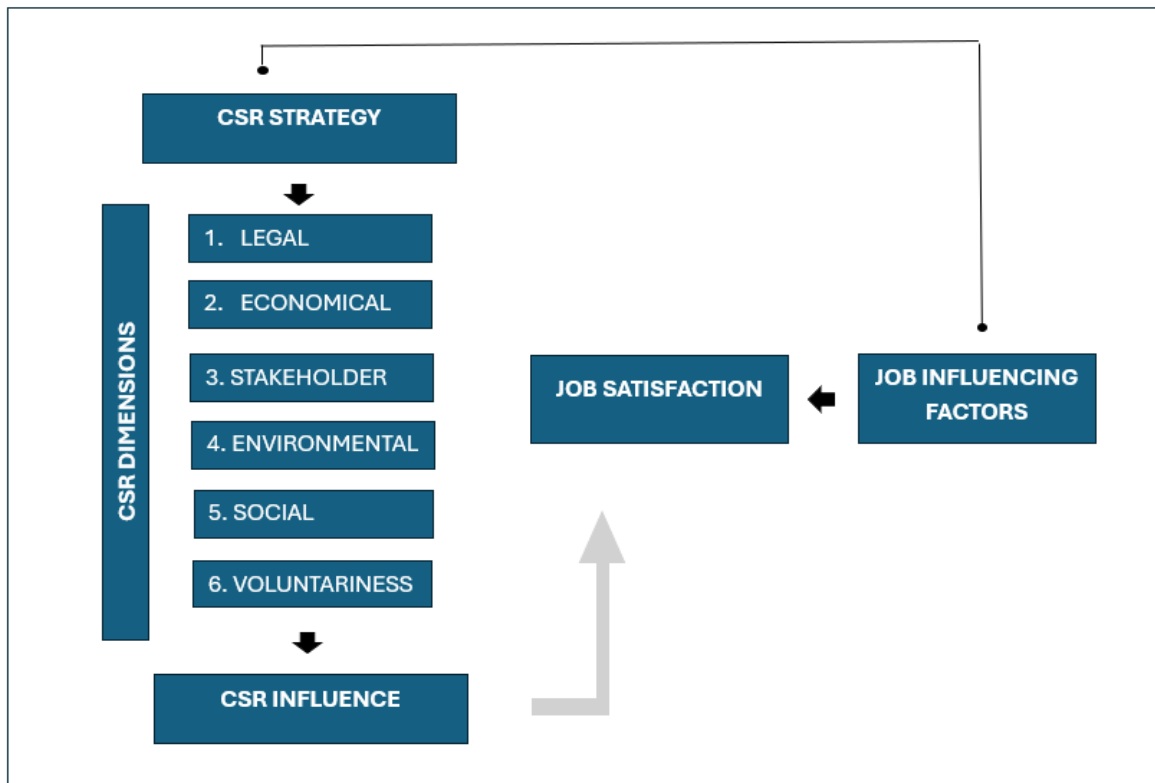 CSR STRATEGY
CSR DIMENSIONS
1. LEGAL
2. ECONOMICAL
3. STAKEHOLDER
4. ENVIRONMENTAL
5. SOCIAL
6. VOLUNTARINESS
CSR INFLUENCE
JOB SATISFACTION
JOB INFLUENCING
FACTORS